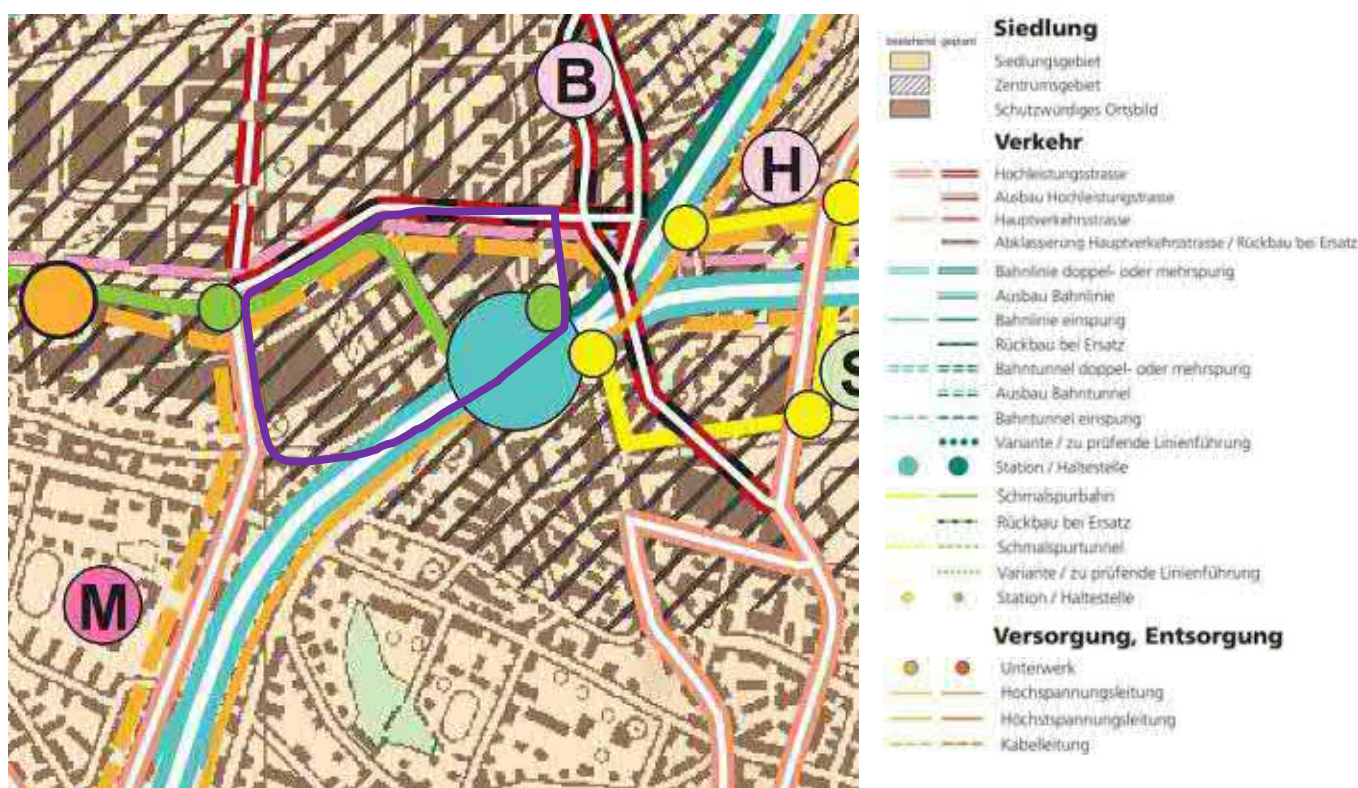 B
H
S
M
Siedlung
bestehend geplant
Siedlungsgebiet
Zentrumsgebiet
Schutzwürdiges Ortsbild
Verkehr
Hochleistungsstrasse
Ausbau Hochleistungstrasse
Hauptverkehrsstrasse
Abklassierung Hauptverkehrsstrasse / Rückbau bei Ersatz
Bahnlinie doppel- oder mehrspurig
Ausbau Bahnlinie
Bahnlinie einspurig
Rückbau bei Ersatz
Bahntunnel doppel- oder mehrspurig
Ausbau Bahntunnel
Bahntunnel einspurig
Variante / zu prüfende Linienführung
Station / Haltestelle
Schmalspurbahn
Rückbau bei Ersatz
Schmalspurtunnel
Variante / zu prüfende Linienführung
Station / Haltestelle
Versorgung, Entsorgung
Unterwerk
Hochspannungsleitung
Höchstspannungsleitung
Kabelleitung